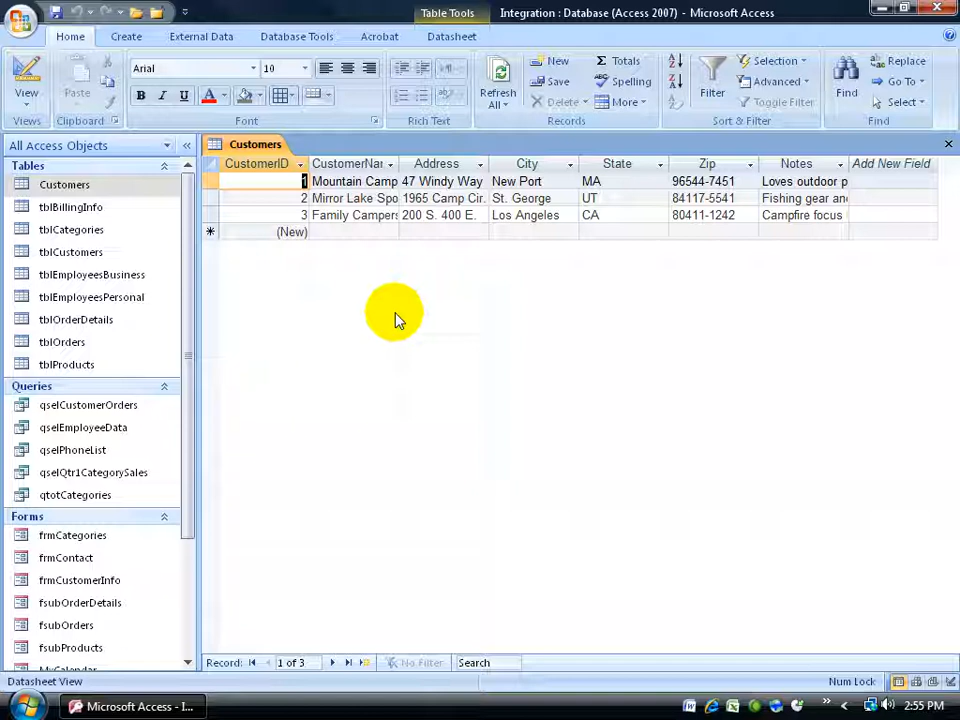 Table Tools
Integration : Database (Access 2007) - Microsoft Access
Home Create External Data Database Tools Acrobat Datasheet
View
Views
Paste
Clipboard
Arial 10
B I U A
Font
Rich Text
Refresh All
New
Save
Delete
Totals
Spelling
More
Records
Filter
Selection
Advanced
Toggle Filter
Sort & Filter
Find
Replace
Go To
Select
Find
All Access Objects
Tables
Customers
tblBillingInfo
tblCategories
tblCustomers
tblEmployeesBusiness
tblEmployeesPersonal
tblOrderDetails
tblOrders
tblProducts
Queries
qselCustomerOrders
qselEmployeeData
qselPhoneList
qselQtr1CategorySales
qtotCategories
Forms
frmCategories
frmContact
frmCustomerInfo
fsubOrderDetails
fsubOrders
fsubProducts
MyCalendar
Customers
CustomerID CustomerNar Address City State Zip Notes Add New Field
1 Mountain Camp 47 Windy Way New Port MA 96544-7451 Loves outdoor p
2 Mirror Lake Spo 1965 Camp Cir. St. George UT 84117-5541 Fishing gear and
3 Family Campers 200 S. 400 E. Los Angeles CA 80411-1242 Campfire focus
(New)
Record: 1 of 3 No Filter Search
Datasheet View Num Lock
Microsoft Access - I... 2:55 PM